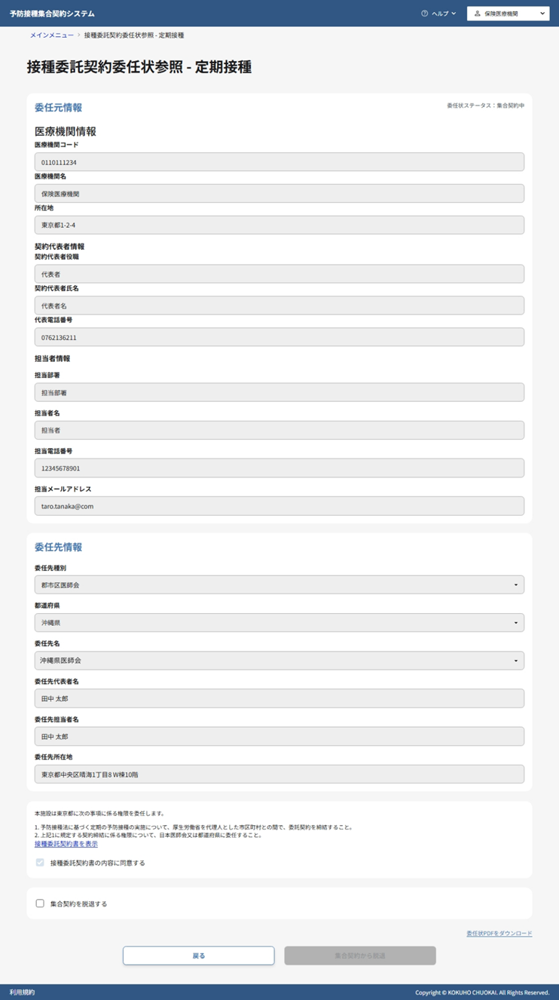 予防接種集合契約システム
ヘルプ
保険医療機関
メインメニュー > 接種委託契約委任状参照 - 定期接種
接種委託契約委任状参照 - 定期接種
委任元情報
委任状ステータス：集合契約中
医療機関情報
医療機関コード
0110111234
医療機関名
保険医療機関
所在地
東京都1-2-4
契約代表者情報
契約代表者役職
代表者
契約代表者氏名
代表者名
代表電話番号
0762136211
担当者情報
担当部署
担当部署
担当者名
担当者
担当電話番号
12345678901
担当メールアドレス
taro.tanaka@com
委任先情報
委任先種別
郡市区医師会
都道府県
沖縄県
委任先名
沖縄県医師会
委任先代表者名
田中 太郎
委任先担当者名
田中 太郎
委任先所在地
東京都中央区晴海1丁目8 W棟10階
本施設は東京都に次の事項に係る権限を委任します。
1. 予防接種法に基づく定期の予防接種の実施について、厚生労働省を代理人とした市区町村との間で、委託契約を締結すること。
2. 上記1に規定する契約締結に係る権限について、日本医師会又は都道府県に委任すること。
接種委託契約書を表示
接種委託契約書の内容に同意する
集合契約を脱退する
委任状PDFをダウンロード
戻る
集合契約から脱退
利用規約
Copyright © KOKUHO CHUOKAI. All Rights Reserved.